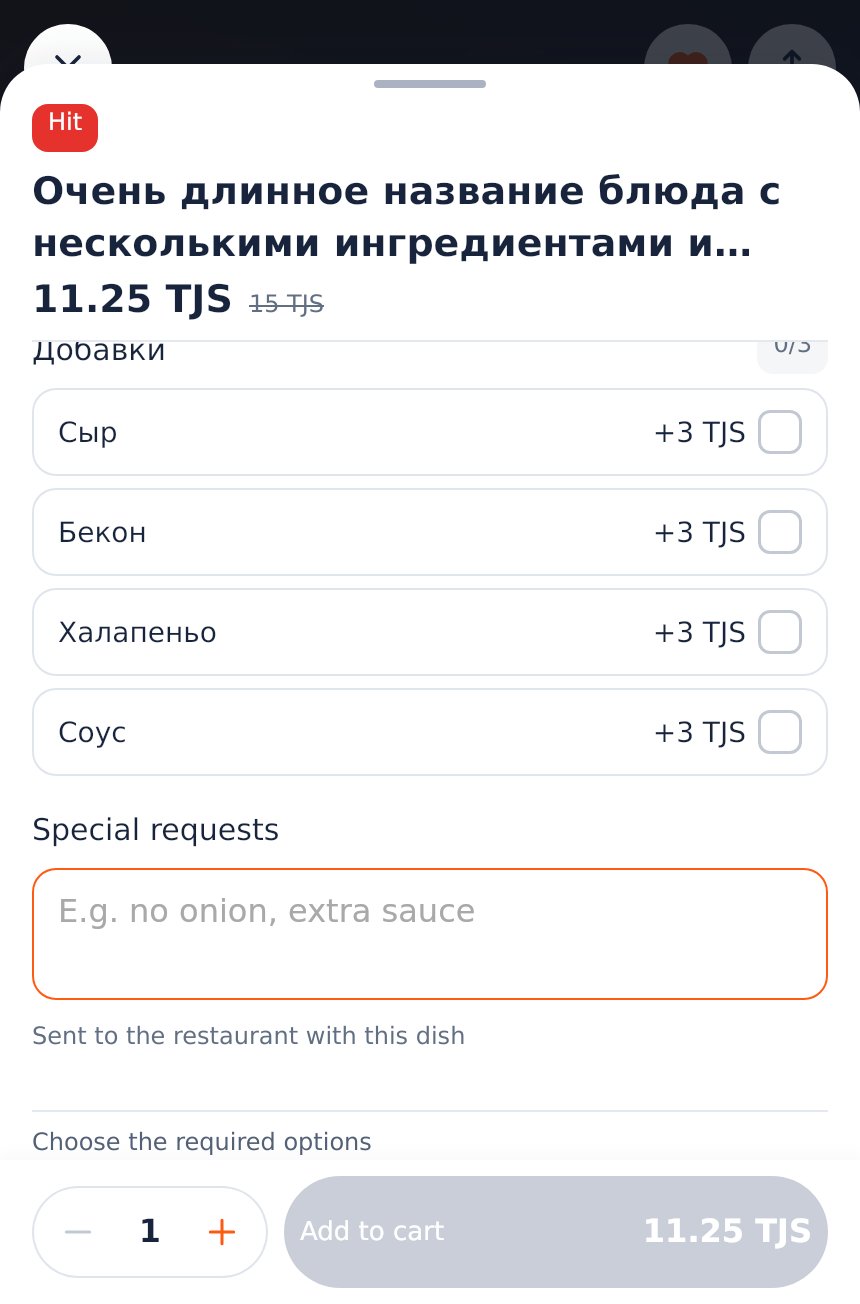 Hit
Очень длинное название блюда с
несколькими ингредиентами и…
11.25 TJS 15 TJS
Добавки 0/3
Сыр +3 TJS
Бекон +3 TJS
Халапеньо +3 TJS
Соус +3 TJS
Special requests
E.g. no onion, extra sauce
Sent to the restaurant with this dish
Choose the required options
1 Add to cart 11.25 TJS